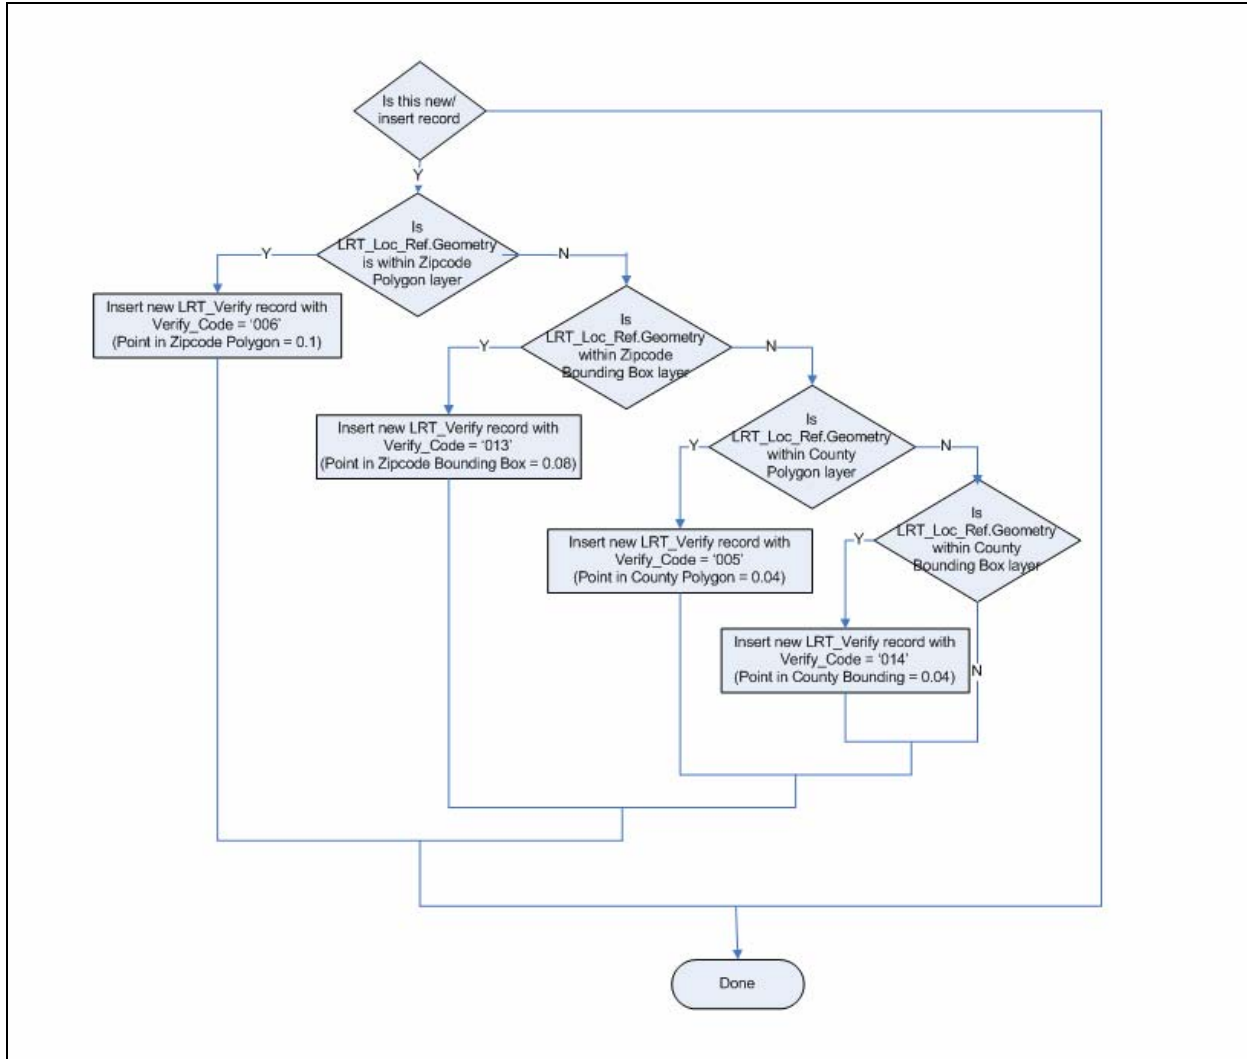 Is this new/
insert record
Y
Is
LRT_Loc_Ref.Geometry
is within Zipcode
Polygon layer
Y
N
Insert new LRT_Verify record with
Verify_Code = ‘006’
(Point in Zipcode Polygon = 0.1)
Is
LRT_Loc_Ref.Geometry
within Zipcode
Bounding Box layer
Y
N
Insert new LRT_Verify record with
Verify_Code = ‘013’
(Point in Zipcode Bounding Box = 0.08)
Is
LRT_Loc_Ref.Geometry
within County
Polygon layer
Y
N
Insert new LRT_Verify record with
Verify_Code = ‘005’
(Point in County Polygon = 0.04)
Is
LRT_Loc_Ref.Geometry
within County
Bounding Box layer
Y
N
Insert new LRT_Verify record with
Verify_Code = ‘014’
(Point in County Bounding = 0.04)
Done